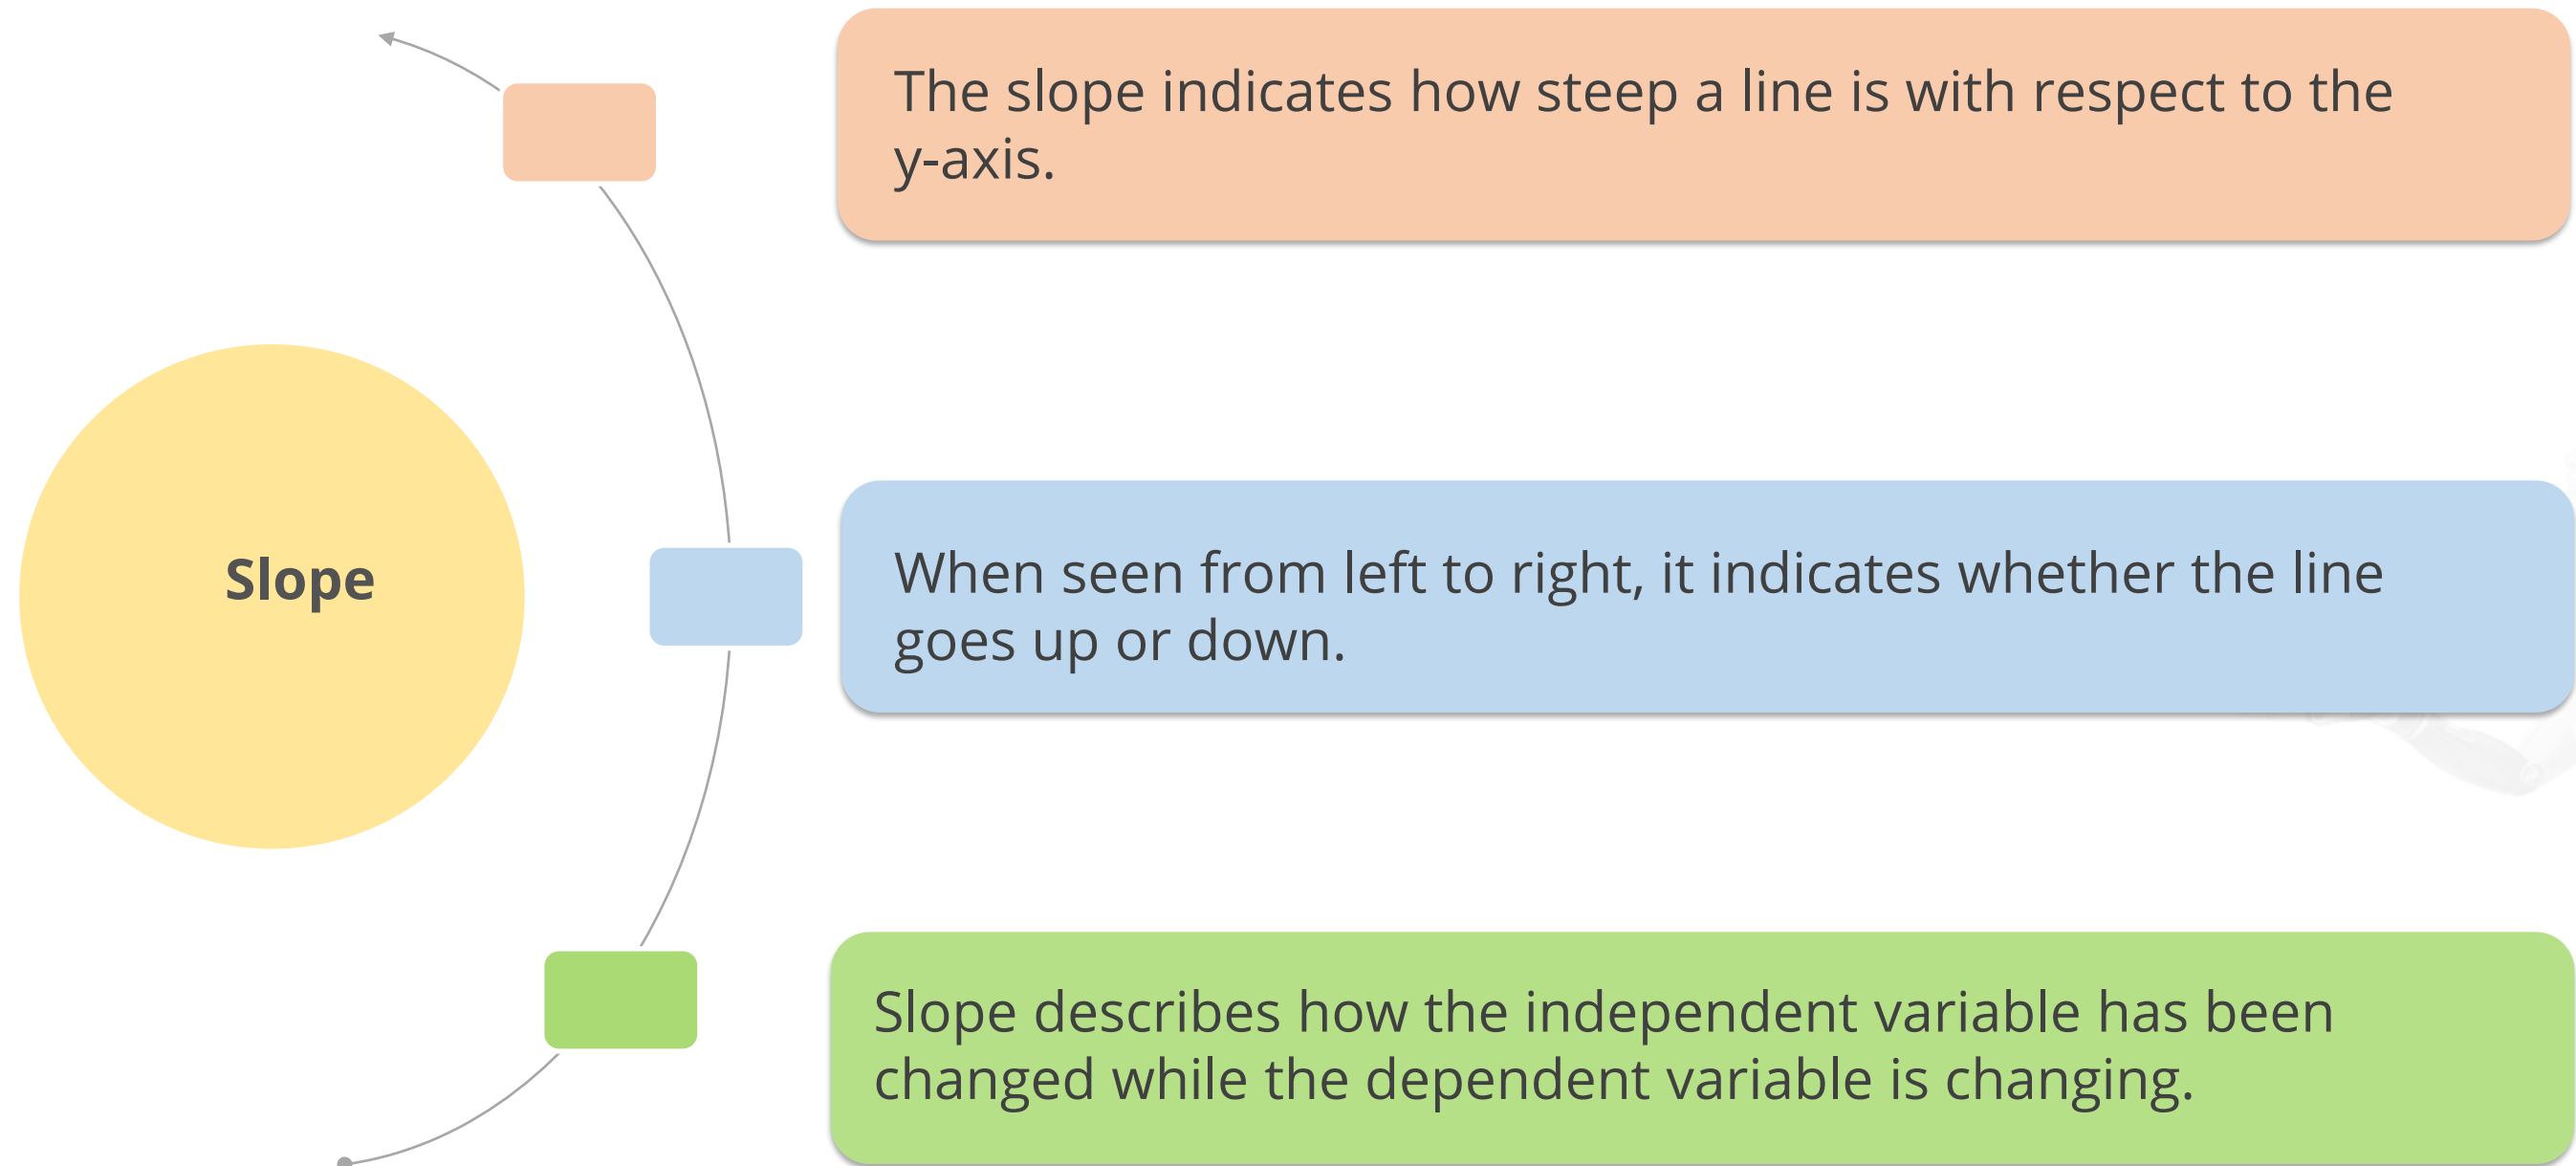 The slope indicates how steep a line is with respect to the
y-axis.
Slope
When seen from left to right, it indicates whether the line
goes up or down.
Slope describes how the independent variable has been
changed while the dependent variable is changing.